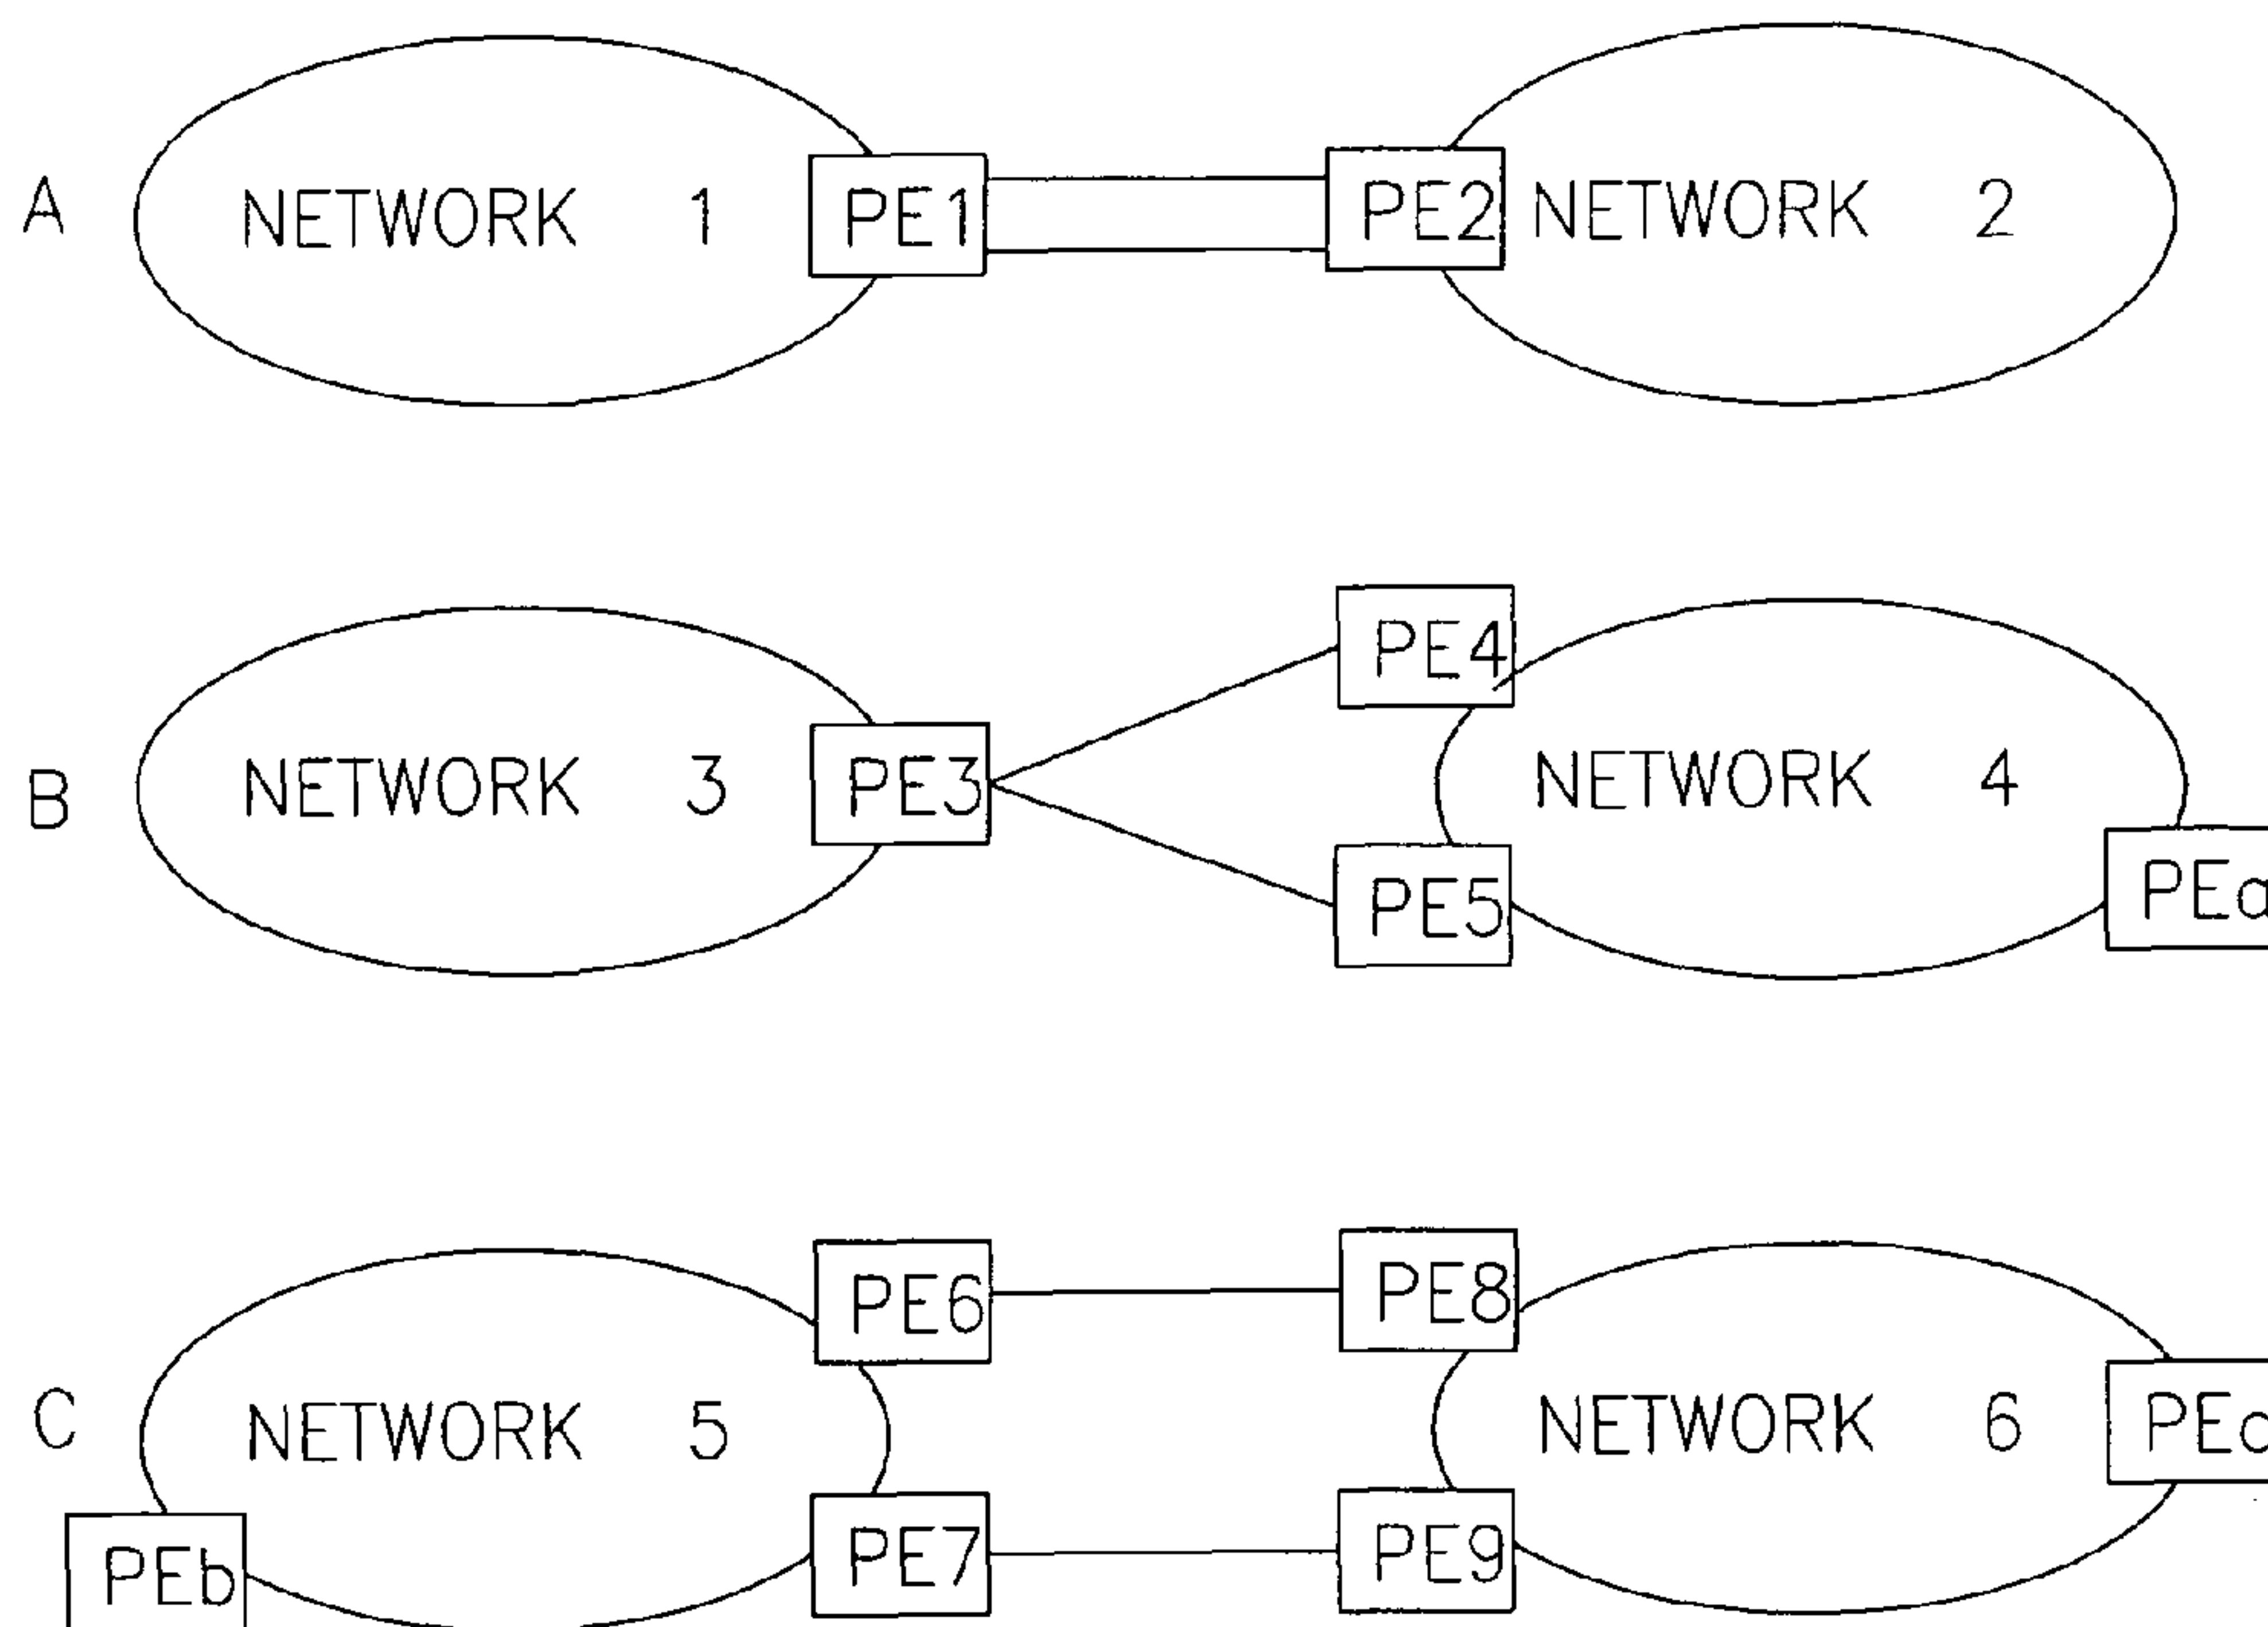 A NETWORK 1 PE1 PE2 NETWORK 2
PE4
B NETWORK 3 PE3 NETWORK 4
PE5 PEa
PE6 PE8
C NETWORK 5 NETWORK 6
PEb PE7 PE9